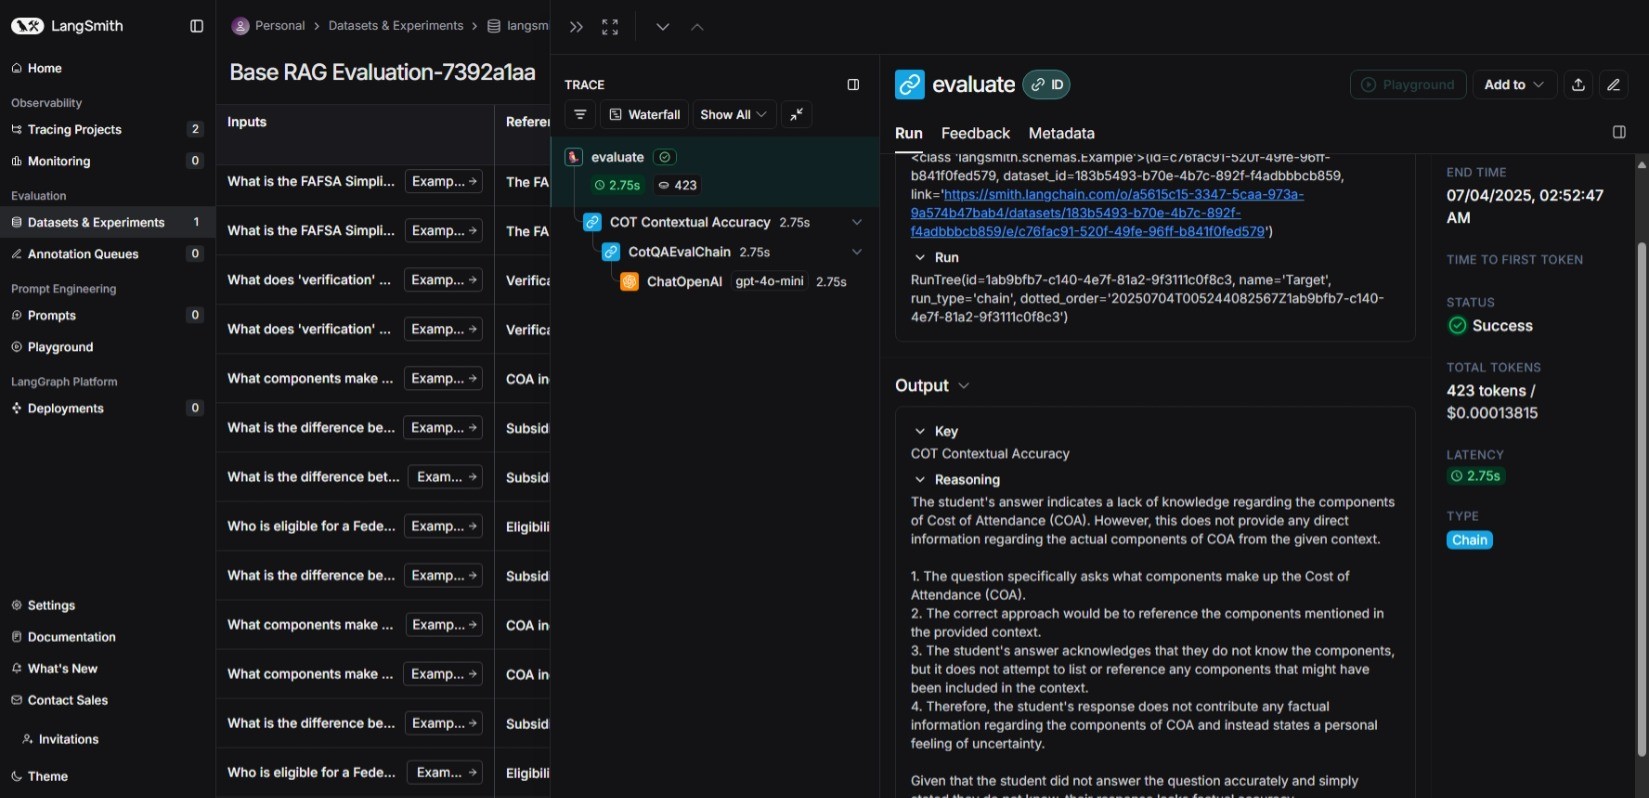 LangSmith
Home
Observability
Tracing Projects 2
Monitoring 0
Evaluation
Datasets & Experiments 1
Annotation Queues 0
Prompt Engineering
Prompts 0
Playground
LangGraph Platform
Deployments 0
Settings
Documentation
What's New
Contact Sales
Invitations
Theme
Personal > Datasets & Experiments >
Base RAG Evaluation-7392a1aa
Inputs
What is the FAFSA Simpli... Examp... → The FA
What is the FAFSA Simpli... Examp... → The FA
What does 'verification' ... Examp... →
What does 'verification' ... Examp... →
What components make ... Examp... →
What is the difference be... Examp... →
What is the difference bet... Exam... →
Who is eligible for a Fede... Examp... →
What is the difference be... Examp... →
What components make ... Examp... →
What components make ... Examp... →
What is the difference be... Examp... →
Who is eligible for a Fede... Exam... →
TRACE
Waterfall Show All
evaluate
2.75s 423
COT Contextual Accuracy 2.75s
CotQAEvalChain 2.75s
ChatOpenAI gpt-4o-mini 2.75s
evaluate ID
Playground Add to
Run Feedback Metadata
<class 'langsmith.schemas.Example'>(id=c76fac91-520f-49fe-96ff-
b841f0fed579, dataset_id=183b5493-b70e-4b7c-892f-f4adbbbcb859,
link='https://smith.langchain.com/o/a5615c15-3347-5caa-973a-
9a574b47bab4/datasets/183b5493-b70e-4b7c-892f-
f4adbbbcb859/e/c76fac91-520f-49fe-96ff-b841f0fed579')
Run
RunTree(id=1ab9bfb7-c140-4e7f-81a2-9f3111c0f8c3, name='Target',
run_type='chain', dotted_order='20250704T005244082567Z1ab9bfb7-c140-
4e7f-81a2-9f3111c0f8c3')
Output
Key
COT Contextual Accuracy
Reasoning
The student's answer indicates a lack of knowledge regarding the components
of Cost of Attendance (COA). However, this does not provide any direct
information regarding the actual components of COA from the given context.
1. The question specifically asks what components make up the Cost of
Attendance (COA).
2. The correct approach would be to reference the components mentioned in
the provided context.
3. The student's answer acknowledges that they do not know the components,
but it does not attempt to list or reference any components that might have
been included in the context.
4. Therefore, the student's response does not contribute any factual
information regarding the components of COA and instead states a personal
feeling of uncertainty.
Given that the student did not answer the question accurately and simply
END TIME
07/04/2025, 02:52:47
AM
TIME TO FIRST TOKEN
STATUS
Success
TOTAL TOKENS
423 tokens /
$0.00013815
LATENCY
2.75s
TYPE
Chain